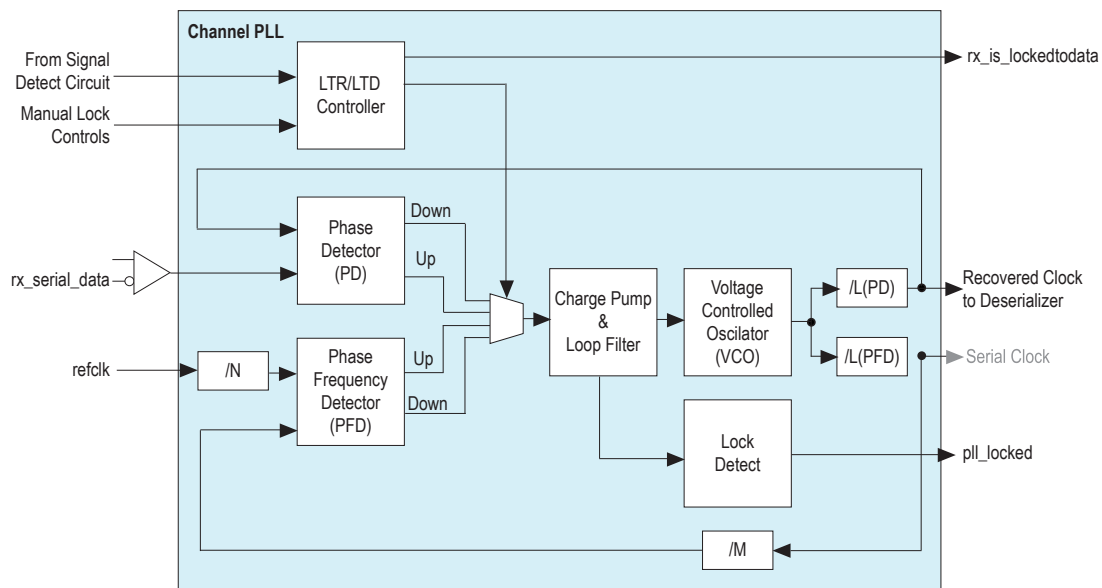 Channel PLL
From Signal
Detect Circuit
Manual Lock
Controls
LTR/LTD
Controller
rx_is_lockedtodata
rx_serial_data
Phase
Detector
(PD)
Down
Up
refclk
/N
Phase
Frequency
Detector
(PFD)
Up
Down
Charge Pump
&
Loop Filter
Voltage
Controlled
Oscilator
(VCO)
/L(PD)
/L(PFD)
Recovered Clock
to Deserializer
Serial Clock
Lock
Detect
pll_locked
/M